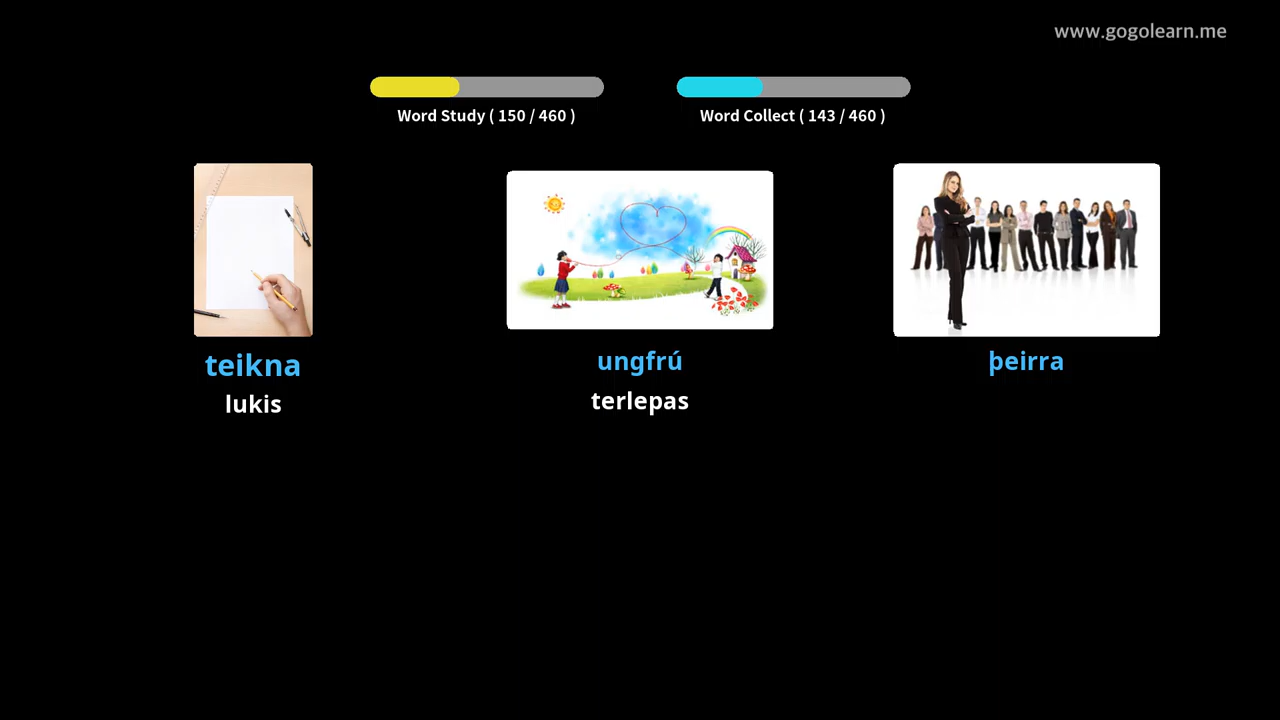 www.gogolearn.me
Word Study ( 150 / 460 )
Word Collect ( 143 / 460 )
teikna
ungfrú
þeirra
lukis
terlepas